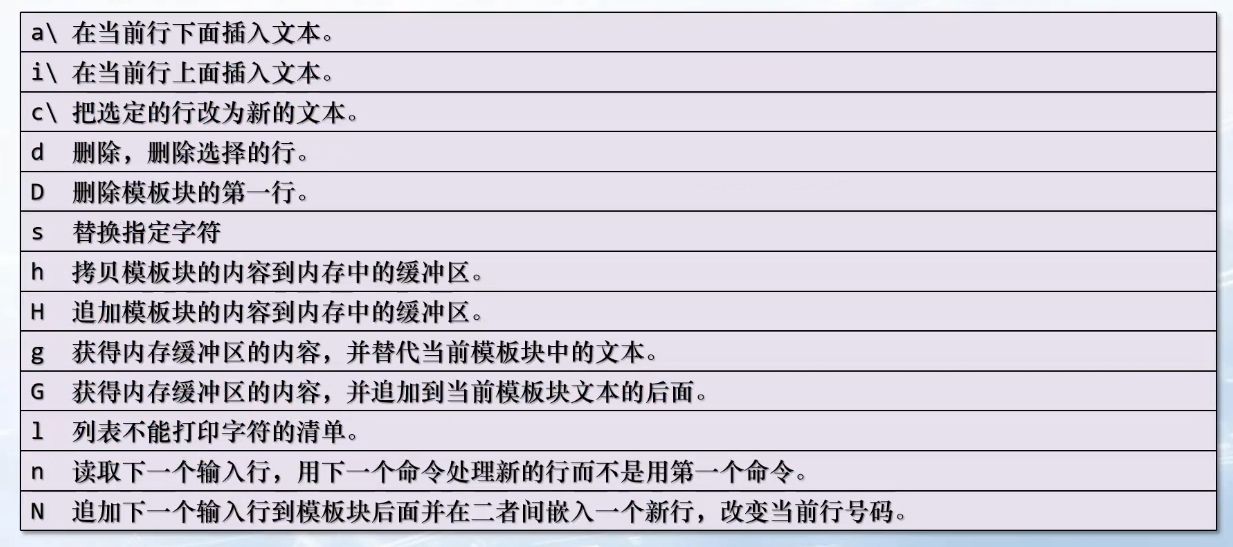 a\ 在当前行下面插入文本。
i\ 在当前行上面插入文本。
c\ 把选定的行改为新的文本。
d 删除，删除选择的行。
D 删除模板块的第一行。
s 替换指定字符
h 拷贝模板块的内容到内存中的缓冲区。
H 追加模板块的内容到内存中的缓冲区。
g 获得内存缓冲区的内容，并替代当前模板块中的文本。
G 获得内存缓冲区的内容，并追加到当前模板块文本的后面。
l 列表不能打印字符的清单。
n 读取下一个输入行，用下一个命令处理新的行而不是用第一个命令。
N 追加下一个输入行到模板块后面并在二者间嵌入一个新行，改变当前行号码。